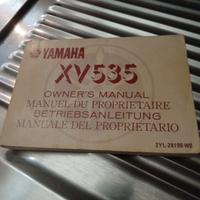 YAMAHA
XV535
OWNER'S MANUAL
MANUEL DU PROPRIETAIRE
BETRIEBSANLEITUNG
MANUALE DEL PROPRIETARIO